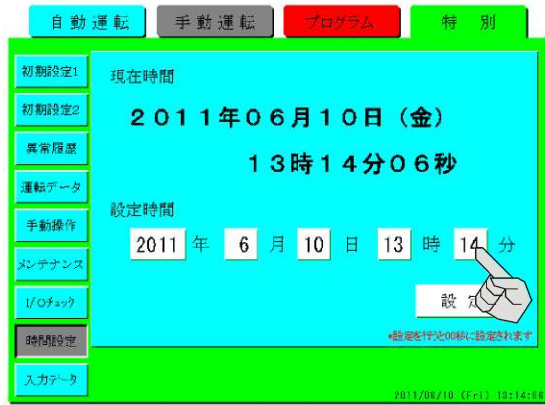 自動運転
手動運転
プログラム
特別
初期設定1
初期設定2
異常履歴
運転データ
手動操作
メンテナンス
I/Oチェック
時間設定
入力データ
現在時間
2011年06月10日（金）
13時14分06秒
設定時間
2011 年 6 月 10 日 13 時 14 分
設
*設定を行うと00秒に設定されます
2011/06/10 (Fri) 13:14:06